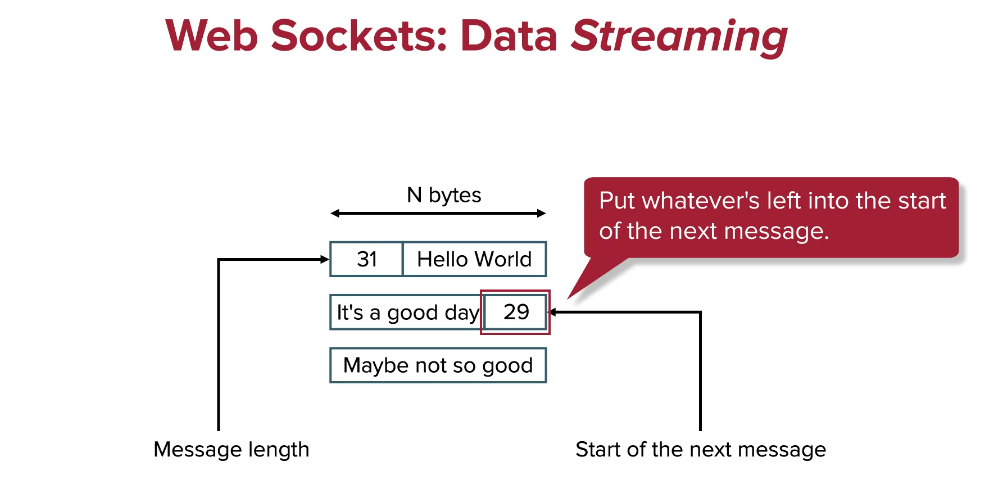 Web Sockets: Data Streaming
N bytes
Put whatever's left into the start
of the next message.
31 Hello World
It's a good day 29
Maybe not so good
Message length
Start of the next message